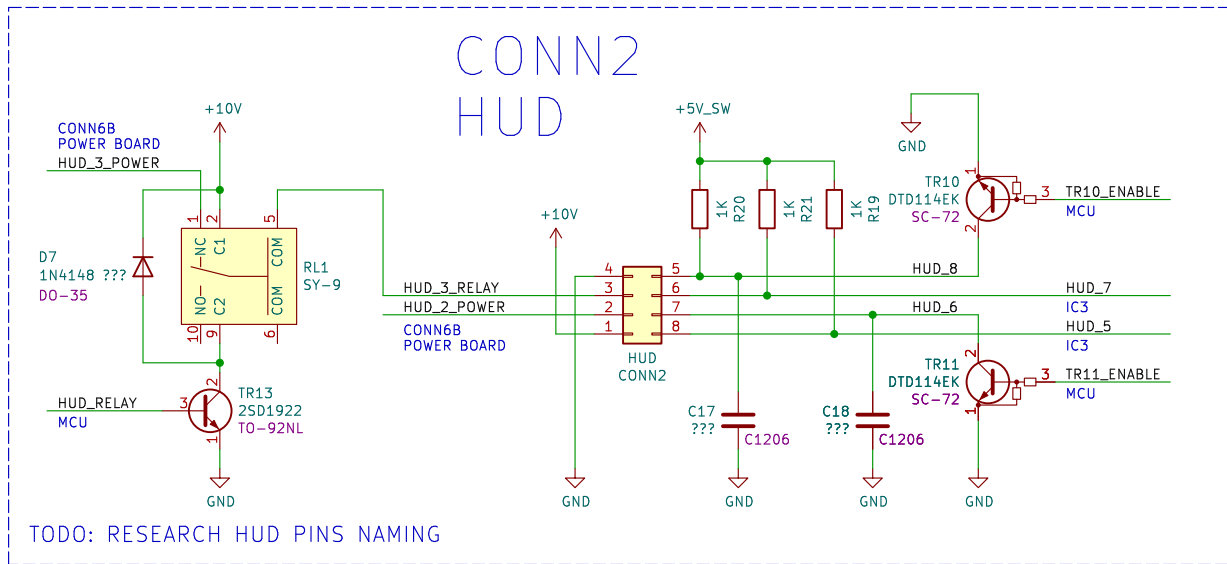 CONN2
HUD
+10V
CONN6B
POWER BOARD
HUD_3_POWER
1
2
5
NC
C1
COM
NO
C2
COM
10
9
6
RL1
SY-9
D7
1N4148 ???
DO-35
HUD_RELAY
MCU
3
2
1
TR13
2SD1922
TO-92NL
GND
HUD_3_RELAY
HUD_2_POWER
CONN6B
POWER BOARD
+10V
4
3
2
1
5
6
7
8
HUD
CONN2
GND
+5V_SW
1K
R20
1K
R21
1K
R19
C17
???
C1206
GND
C18
???
C1206
GND
GND
1
TR10
DTD114EK
SC-72
2
3
TR10_ENABLE
MCU
HUD_8
HUD_7
IC3
HUD_6
HUD_5
IC3
2
TR11
DTD114EK
SC-72
1
3
TR11_ENABLE
MCU
GND
TODO: RESEARCH HUD PINS NAMING